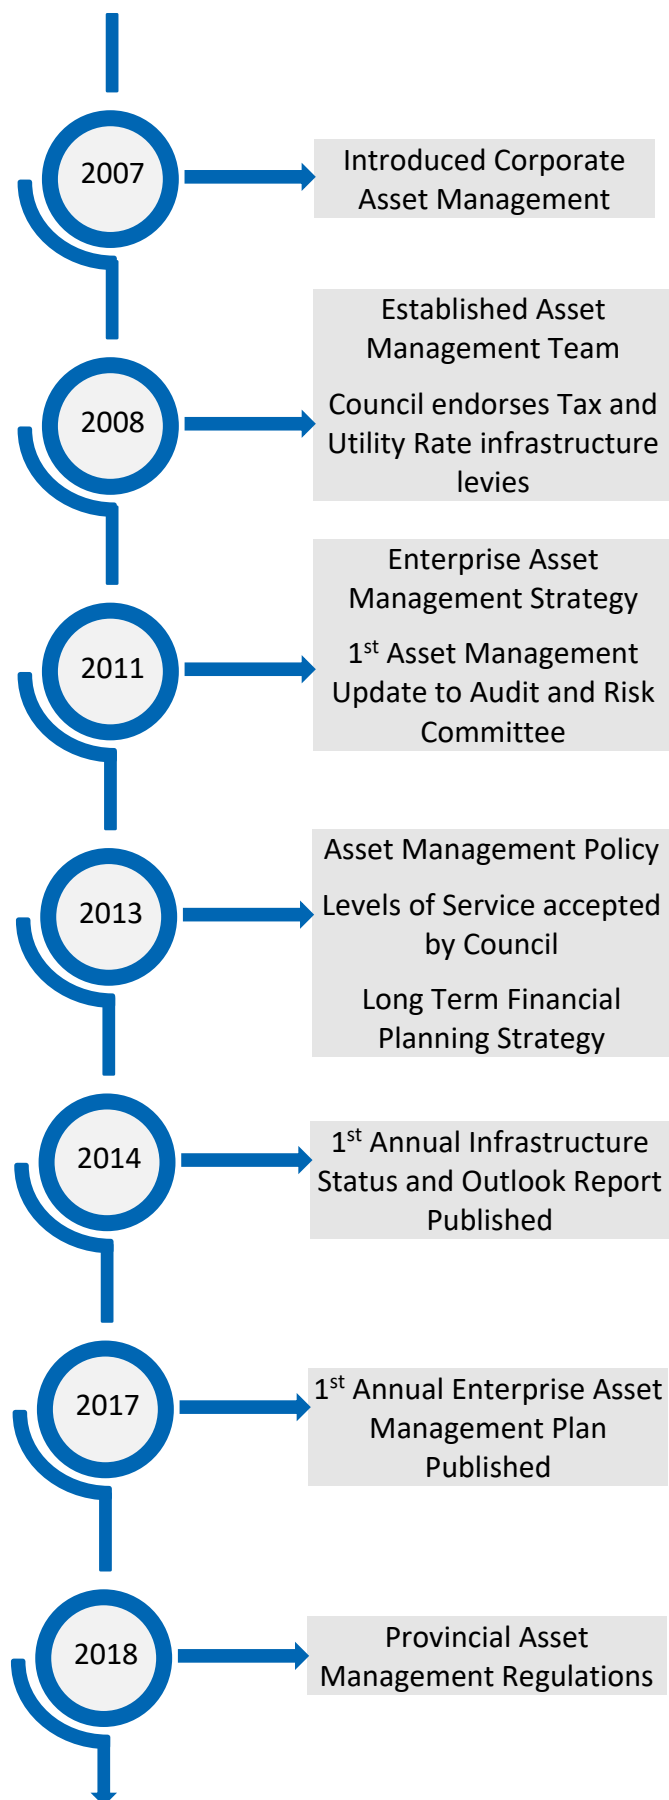 2007
Introduced Corporate
Asset Management
2008
Established Asset
Management Team
Council endorses Tax and
Utility Rate infrastructure
levies
2011
Enterprise Asset
Management Strategy
1st Asset Management
Update to Audit and Risk
Committee
2013
Asset Management Policy
Levels of Service accepted
by Council
Long Term Financial
Planning Strategy
2014
1st Annual Infrastructure
Status and Outlook Report
Published
2017
1st Annual Enterprise Asset
Management Plan
Published
2018
Provincial Asset
Management Regulations